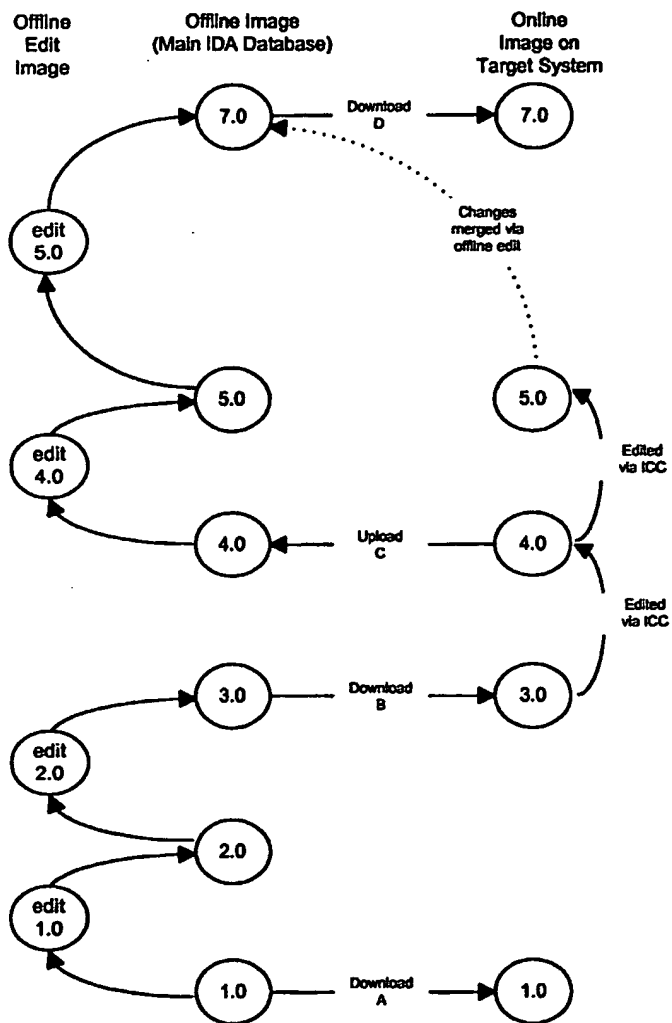 Offline
Edit
Image
Offline Image
(Main IDA Database)
Online
Image on
Target System
7.0
Download
D
7.0
Changes
merged via
offline edit
edit
5.0
5.0
5.0
Edited
via ICC
edit
4.0
4.0
Upload
C
4.0
Edited
via ICC
3.0
Download
B
3.0
edit
2.0
2.0
edit
1.0
1.0
Download
A
1.0